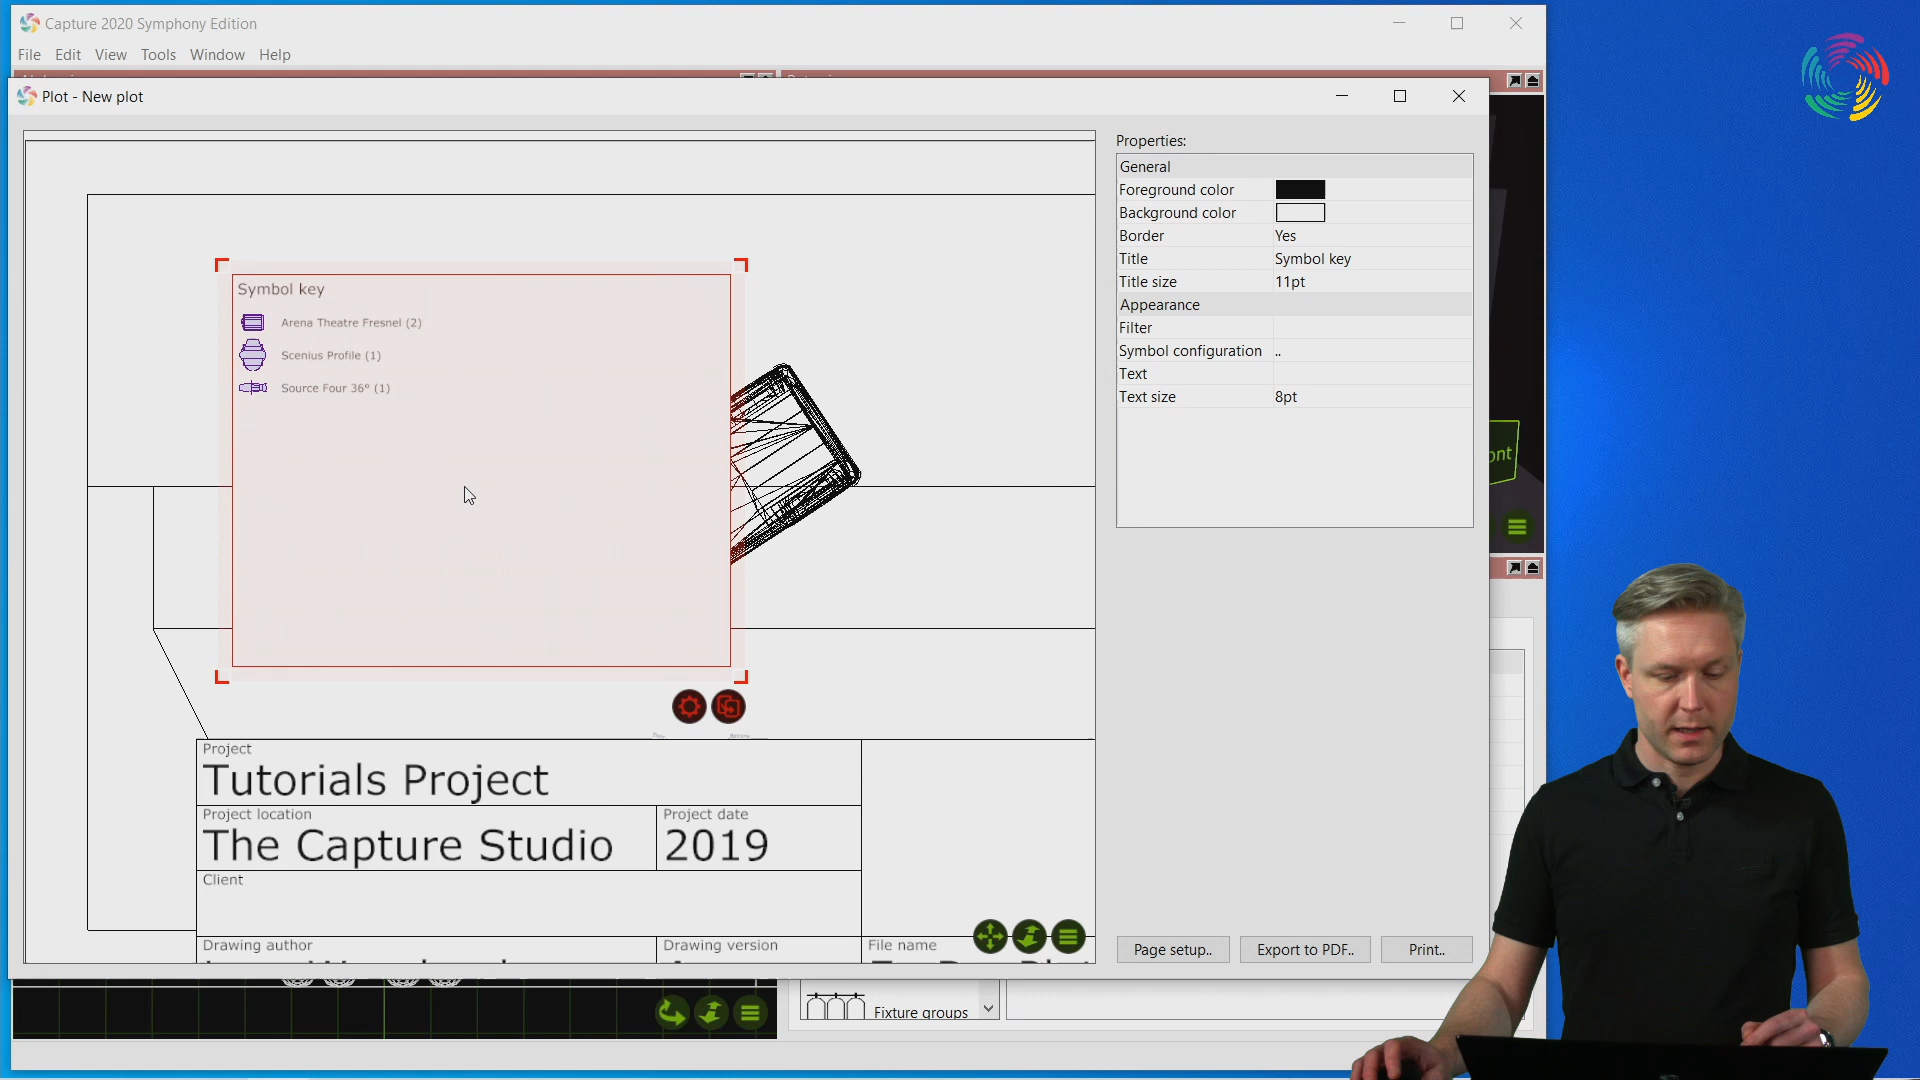 Capture 2020 Symphony Edition
File Edit View Tools Window Help
Plot - New plot
Symbol key
Arena Theatre Fresnel (2)
Scenius Profile (1)
Source Four 36° (1)
Project
Tutorials Project
Project location
The Capture Studio
Project date
2019
Client
Drawing author
Drawing version
File name
Properties:
General
Foreground color
Background color
Border Yes
Title Symbol key
Title size 11pt
Appearance
Filter
Symbol configuration ..
Text
Text size 8pt
Page setup.. Export to PDF.. Print..
Fixture groups